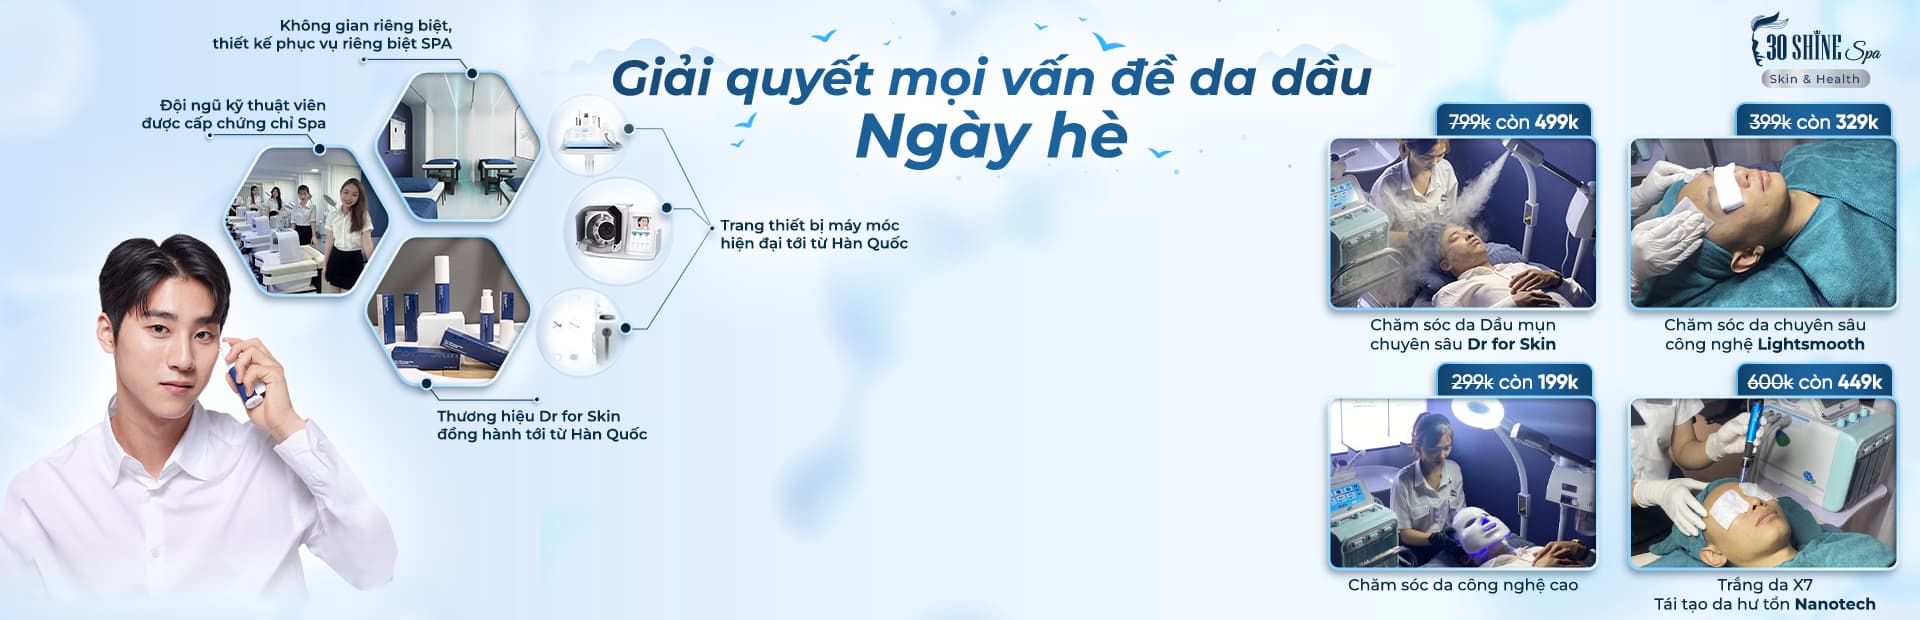 Không gian riêng biệt,
thiết kế phục vụ riêng biệt SPA
Đội ngũ kỹ thuật viên
được cấp chứng chỉ Spa
Giải quyết mọi vấn đề da dầu
Ngày hè
Trang thiết bị máy móc
hiện đại tới từ Hàn Quốc
Thương hiệu Dr for Skin
đồng hành tới từ Hàn Quốc
30 SHINE Spa
Skin & Health
799k còn 499k
Chăm sóc da Dầu mụn
chuyên sâu Dr for Skin
399k còn 329k
Chăm sóc da chuyên sâu
công nghệ Lightsmooth
299k còn 199k
Chăm sóc da công nghệ cao
600k còn 449k
Trắng da X7
Tái tạo da hư tổn Nanotech